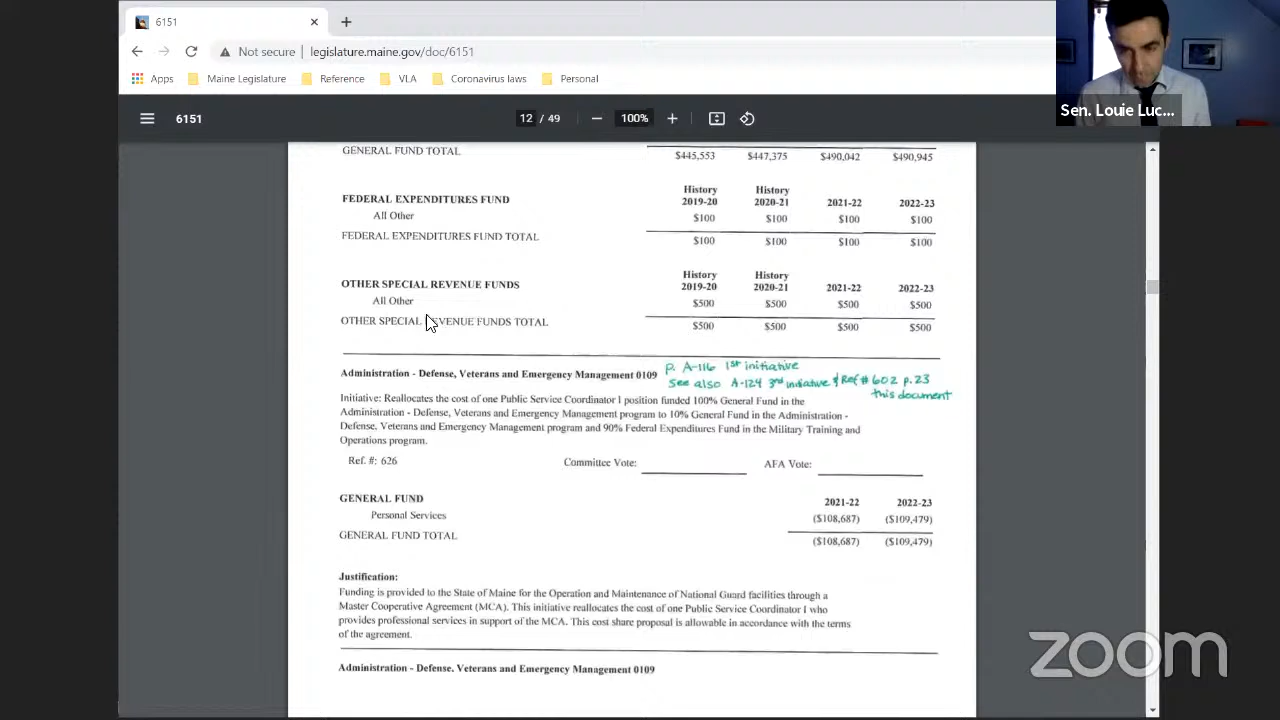 6151
Not secure legislature.maine.gov/doc/6151
Apps Maine Legislature Reference VLA Coronavirus laws Personal
Sen. Louie Luc...
6151 12 / 49 100%
GENERAL FUND TOTAL $445,553 $447,375 $490,042 $490,945
History History
FEDERAL EXPENDITURES FUND 2019-20 2020-21 2021-22 2022-23
All Other $100 $100 $100 $100
FEDERAL EXPENDITURES FUND TOTAL $100 $100 $100 $100
History History
OTHER SPECIAL REVENUE FUNDS 2019-20 2020-21 2021-22 2022-23
All Other $500 $500 $500 $500
OTHER SPECIAL REVENUE FUNDS TOTAL $500 $500 $500 $500
Administration - Defense, Veterans and Emergency Management 0109 p. A-116 1st initiative
See also A-124 3rd initiative & Ref # 602 p. 23
this document
Initiative: Reallocates the cost of one Public Service Coordinator I position funded 100% General Fund in the
Administration - Defense, Veterans and Emergency Management program to 10% General Fund in the Administration -
Defense, Veterans and Emergency Management program and 90% Federal Expenditures Fund in the Military Training and
Operations program.
Ref. #: 626 Committee Vote: AFA Vote:
GENERAL FUND 2021-22 2022-23
Personal Services ($108,687) ($109,479)
GENERAL FUND TOTAL ($108,687) ($109,479)
Justification:
Funding is provided to the State of Maine for the Operation and Maintenance of National Guard facilities through a
Master Cooperative Agreement (MCA). This initiative reallocates the cost of one Public Service Coordinator I who
provides professional services in support of the MCA. This cost share proposal is allowable in accordance with the terms
of the agreement.
Administration - Defense, Veterans and Emergency Management 0109
zoom